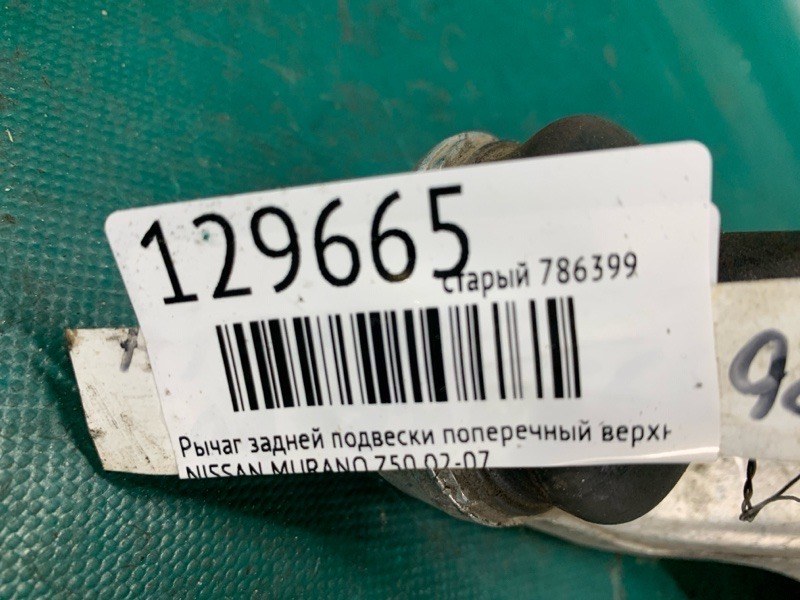 129665
старый 786399
Рычаг задней подвески поперечный верхн
NISSAN MURANO Z50 02-07